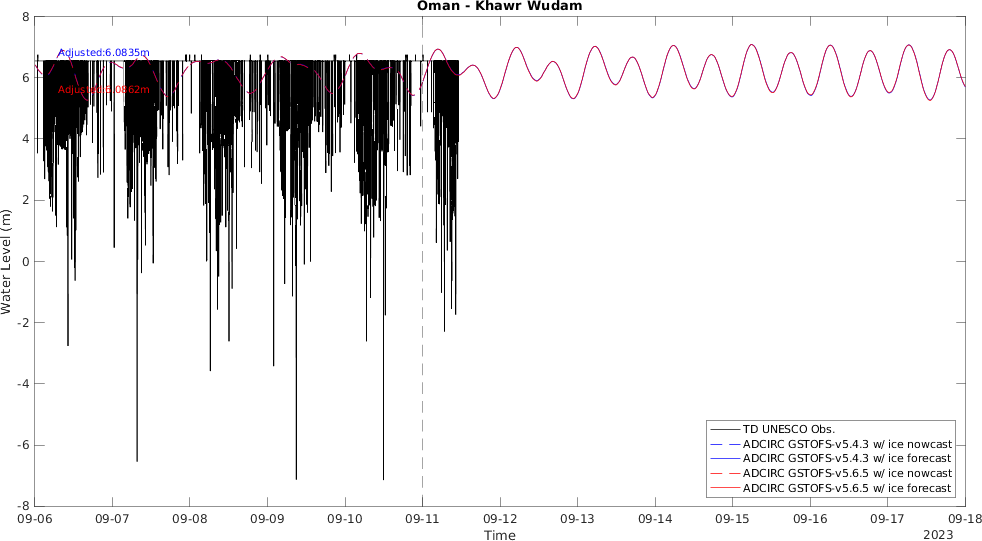 Oman - Khawr Wudam
8
6
4
2
0
-2
-4
-6
-8
Water Level (m)
Adjusted:6.0835m
Adjusted:6.0862m
TD UNESCO Obs.
ADCIRC GSTOFS-v5.4.3 w/ ice nowcast
ADCIRC GSTOFS-v5.4.3 w/ ice forecast
ADCIRC GSTOFS-v5.6.5 w/ ice nowcast
ADCIRC GSTOFS-v5.6.5 w/ ice forecast
09-06 09-07 09-08 09-09 09-10 09-11 09-12 09-13 09-14 09-15 09-16 09-17 09-18
Time
2023